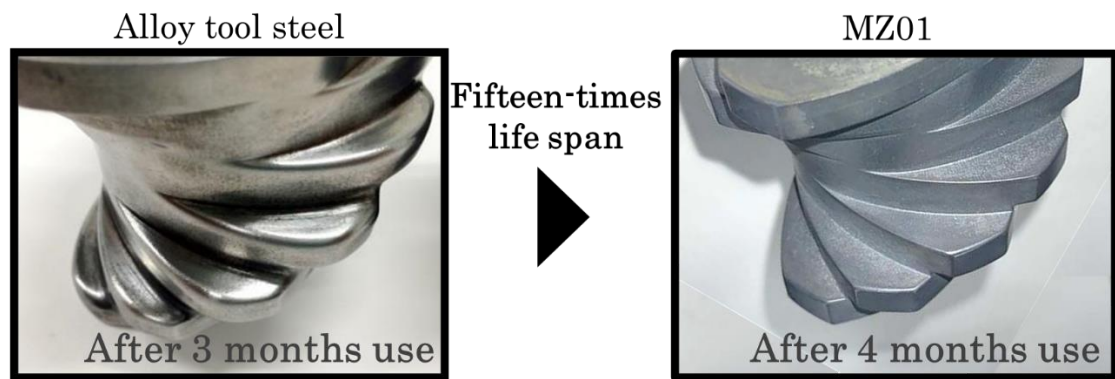 Alloy tool steel
MZ01
Fifteen-times
life span
After 3 months use
After 4 months use